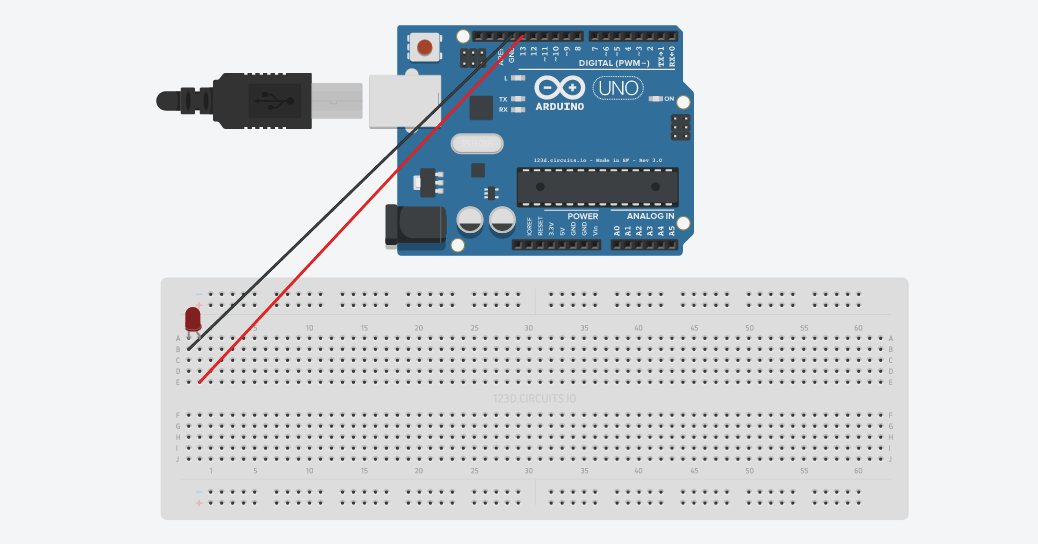 AREF GND 13 12 ~11 ~10 ~9 8 7 ~6 ~5 4 ~3 2 TX→1 RX←0
DIGITAL (PWM~)
L
TX
RX
ARDUINO
UNO
ON
123d.circuits.io - Made in SF - Rev 3.0
POWER
ANALOG IN
IOREF RESET 3.3V 5V GND GND Vin A0 A1 A2 A3 A4 A5
−
+
5 10 15 20 25 30 35 40 45 50 55 60
A A
B B
C C
D D
E E
123D.CIRCUITS.IO
F F
G G
H H
I I
J J
1 5 10 15 20 25 30 35 40 45 50 55 60
−
+